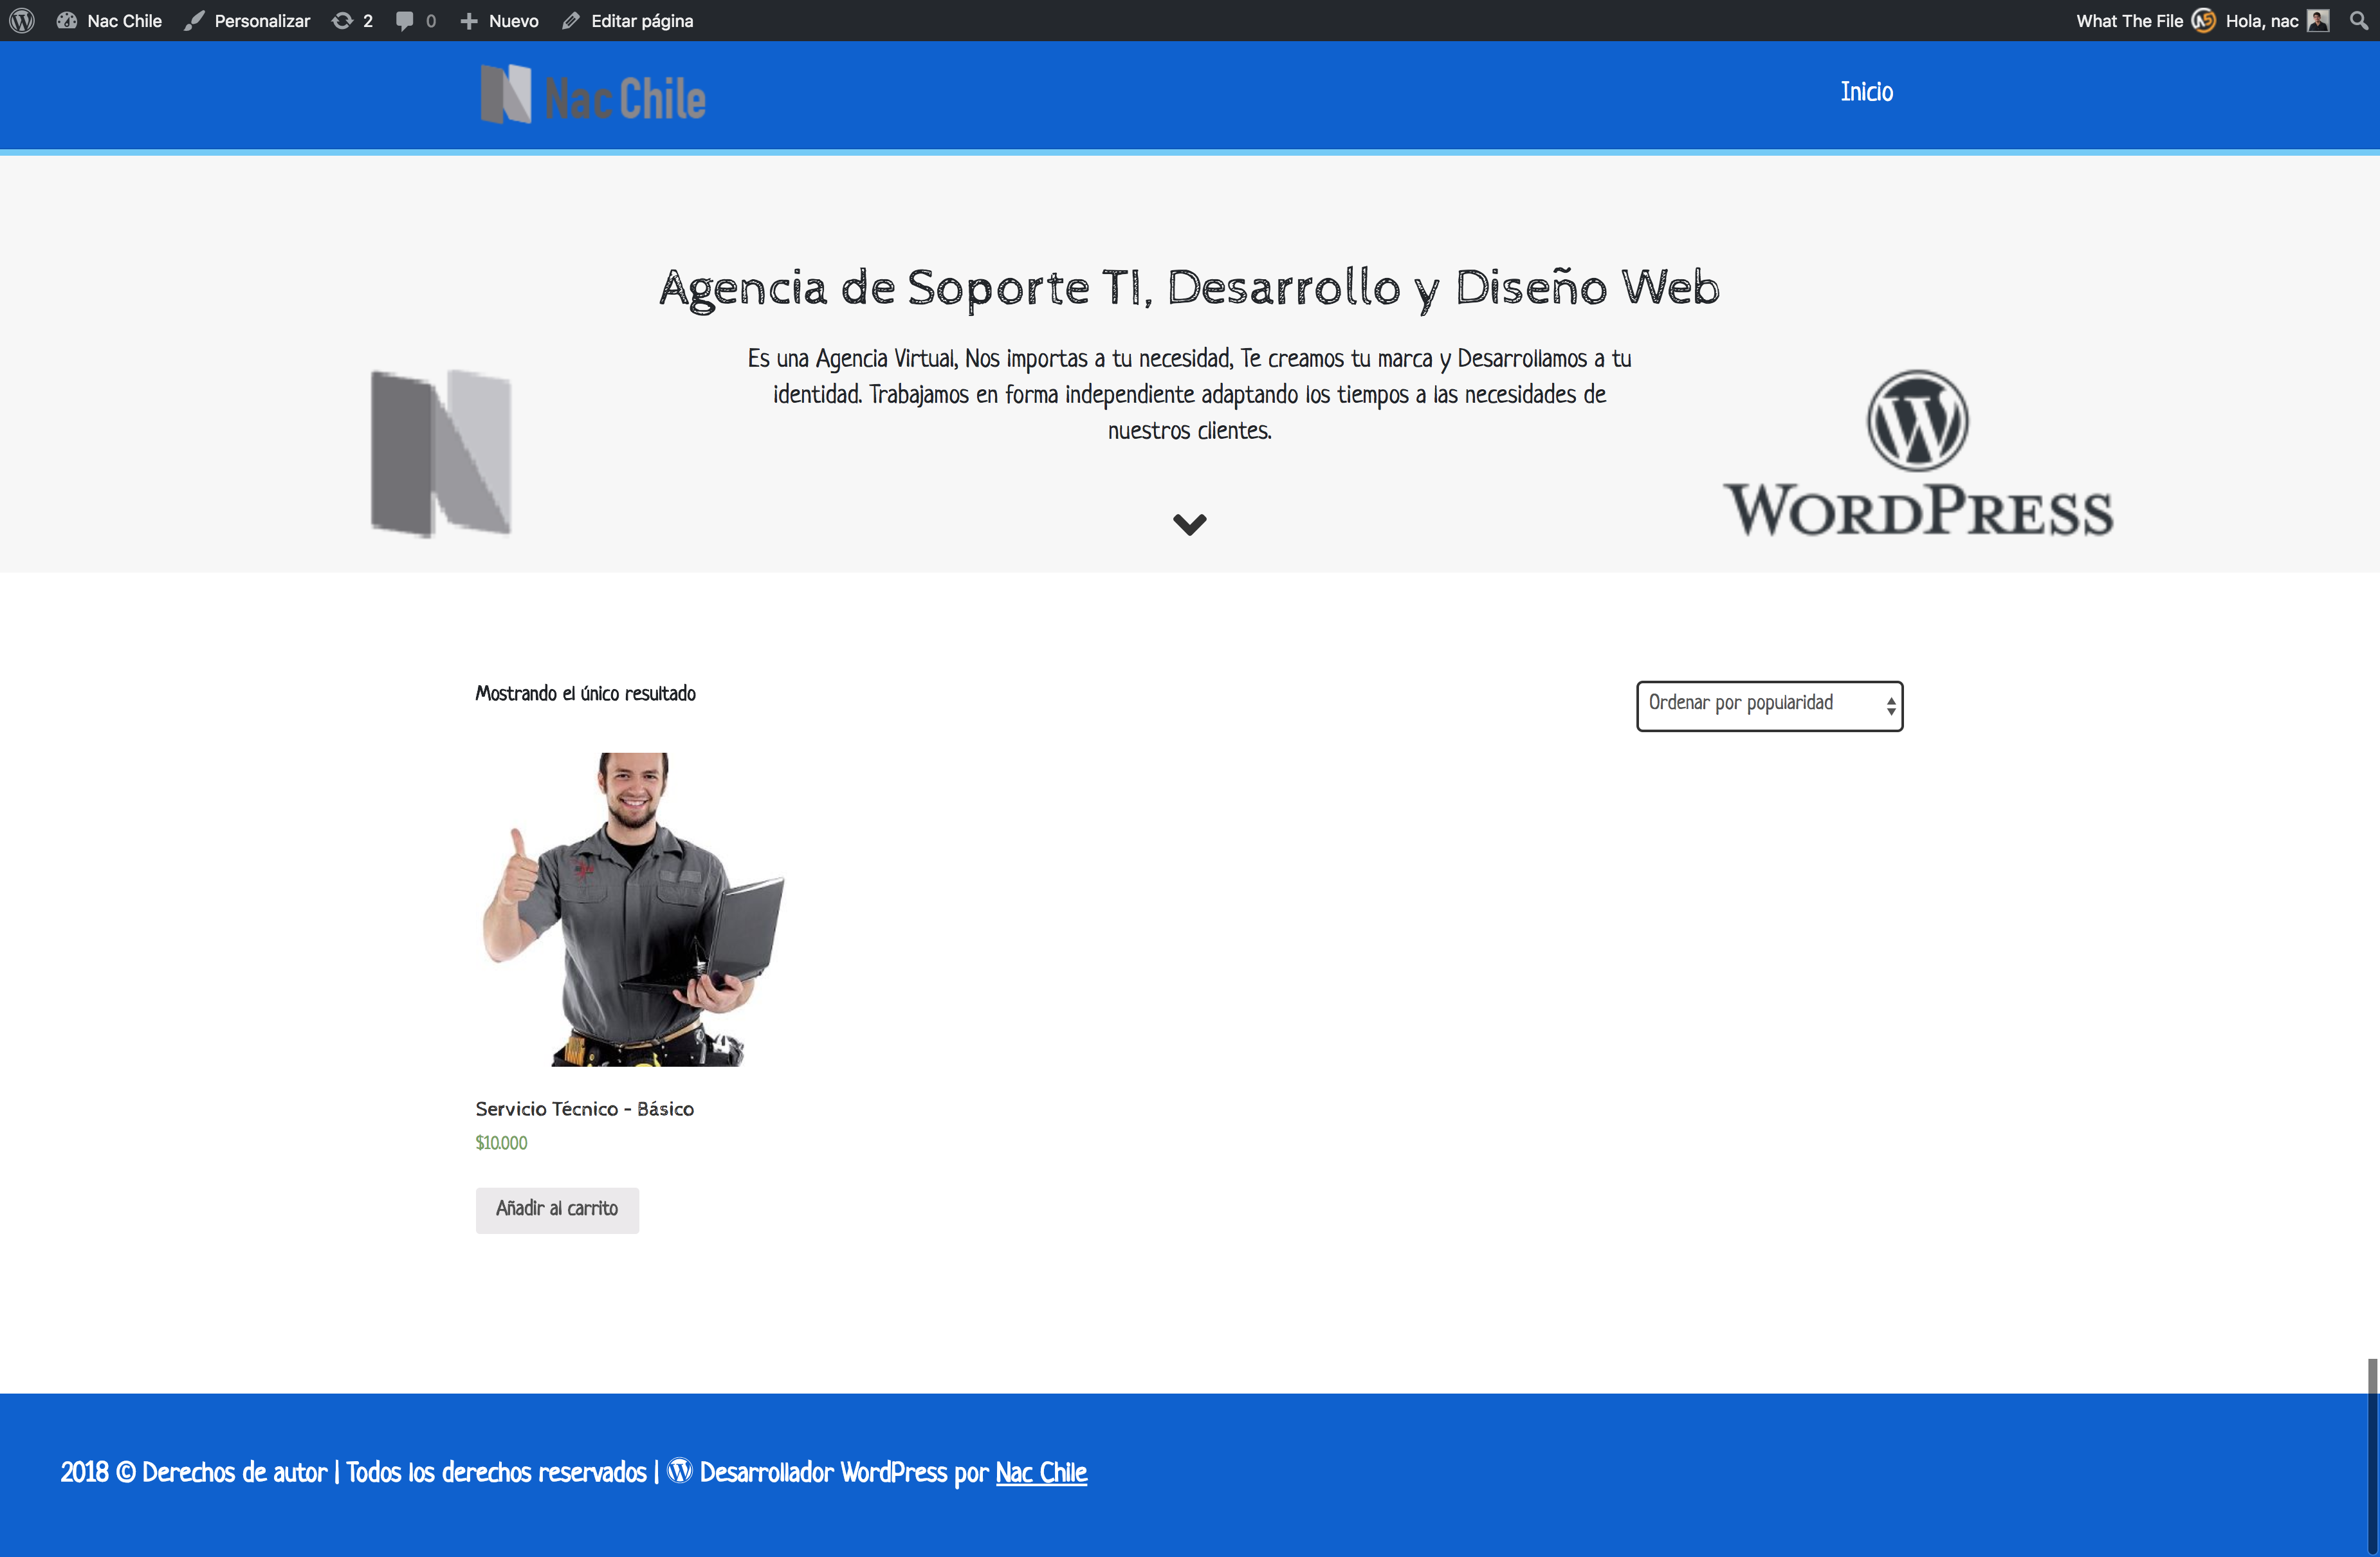 Nac Chile Personalizar 2 0 Nuevo Editar página What The File Hola, nac
Nac Chile Inicio
Agencia de Soporte TI, Desarrollo y Diseño Web
Es una Agencia Virtual, Nos importas a tu necesidad, Te creamos tu marca y Desarrollamos a tu
identidad. Trabajamos en forma independiente adaptando los tiempos a las necesidades de
nuestros clientes.
WORDPRESS
Mostrando el único resultado
Ordenar por popularidad
Servicio Técnico - Básico
$10.000
Añadir al carrito
2018 © Derechos de autor | Todos los derechos reservados | Desarrollador WordPress por Nac Chile